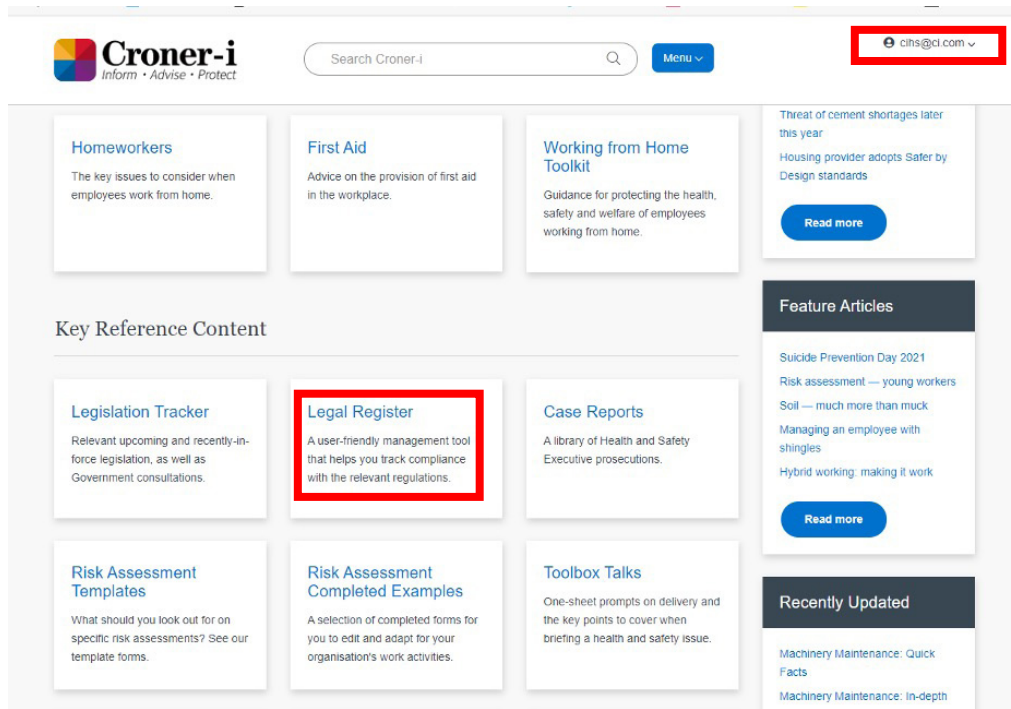 Croner-i
Inform • Advise • Protect
Search Croner-i
Menu
cihs@ci.com
Homeworkers
The key issues to consider when
employees work from home.
First Aid
Advice on the provision of first aid
in the workplace.
Working from Home
Toolkit
Guidance for protecting the health,
safety and welfare of employees
working from home.
Threat of cement shortages later
this year
Housing provider adopts Safer by
Design standards
Read more
Key Reference Content
Legislation Tracker
Relevant upcoming and recently-in-
force legislation, as well as
Government consultations.
Legal Register
A user-friendly management tool
that helps you track compliance
with the relevant regulations.
Case Reports
A library of Health and Safety
Executive prosecutions.
Risk Assessment
Templates
What should you look out for on
specific risk assessments? See our
template forms.
Risk Assessment
Completed Examples
A selection of completed forms for
you to edit and adapt for your
organisation's work activities.
Toolbox Talks
One-sheet prompts on delivery and
the key points to cover when
briefing a health and safety issue.
Feature Articles
Suicide Prevention Day 2021
Risk assessment — young workers
Soil — much more than muck
Managing an employee with
shingles
Hybrid working: making it work
Read more
Recently Updated
Machinery Maintenance: Quick
Facts
Machinery Maintenance: In-depth